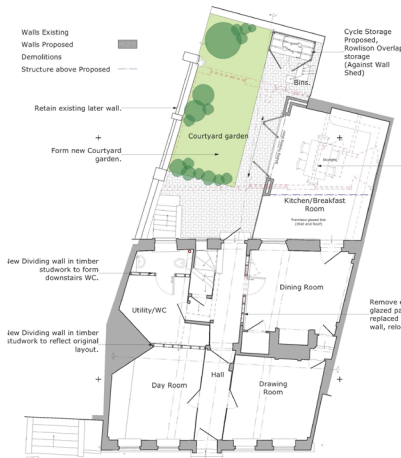 Walls Existing
Walls Proposed
Demolitions
Structure above Proposed
Cycle Storage
Proposed,
Rowlison Overlap
storage
(Against Wall
Shed)
Bins.
Retain existing later wall.
Courtyard garden
Form new Courtyard
garden.
Kitchen/Breakfast
Room
New Dividing wall in timber
studwork to form
downstairs WC.
Dining Room
Utility/WC
Remove e
glazed pa
replaced
wall, relo
New Dividing wall in timber
studwork to reflect original
layout.
Hall
Day Room
Drawing
Room